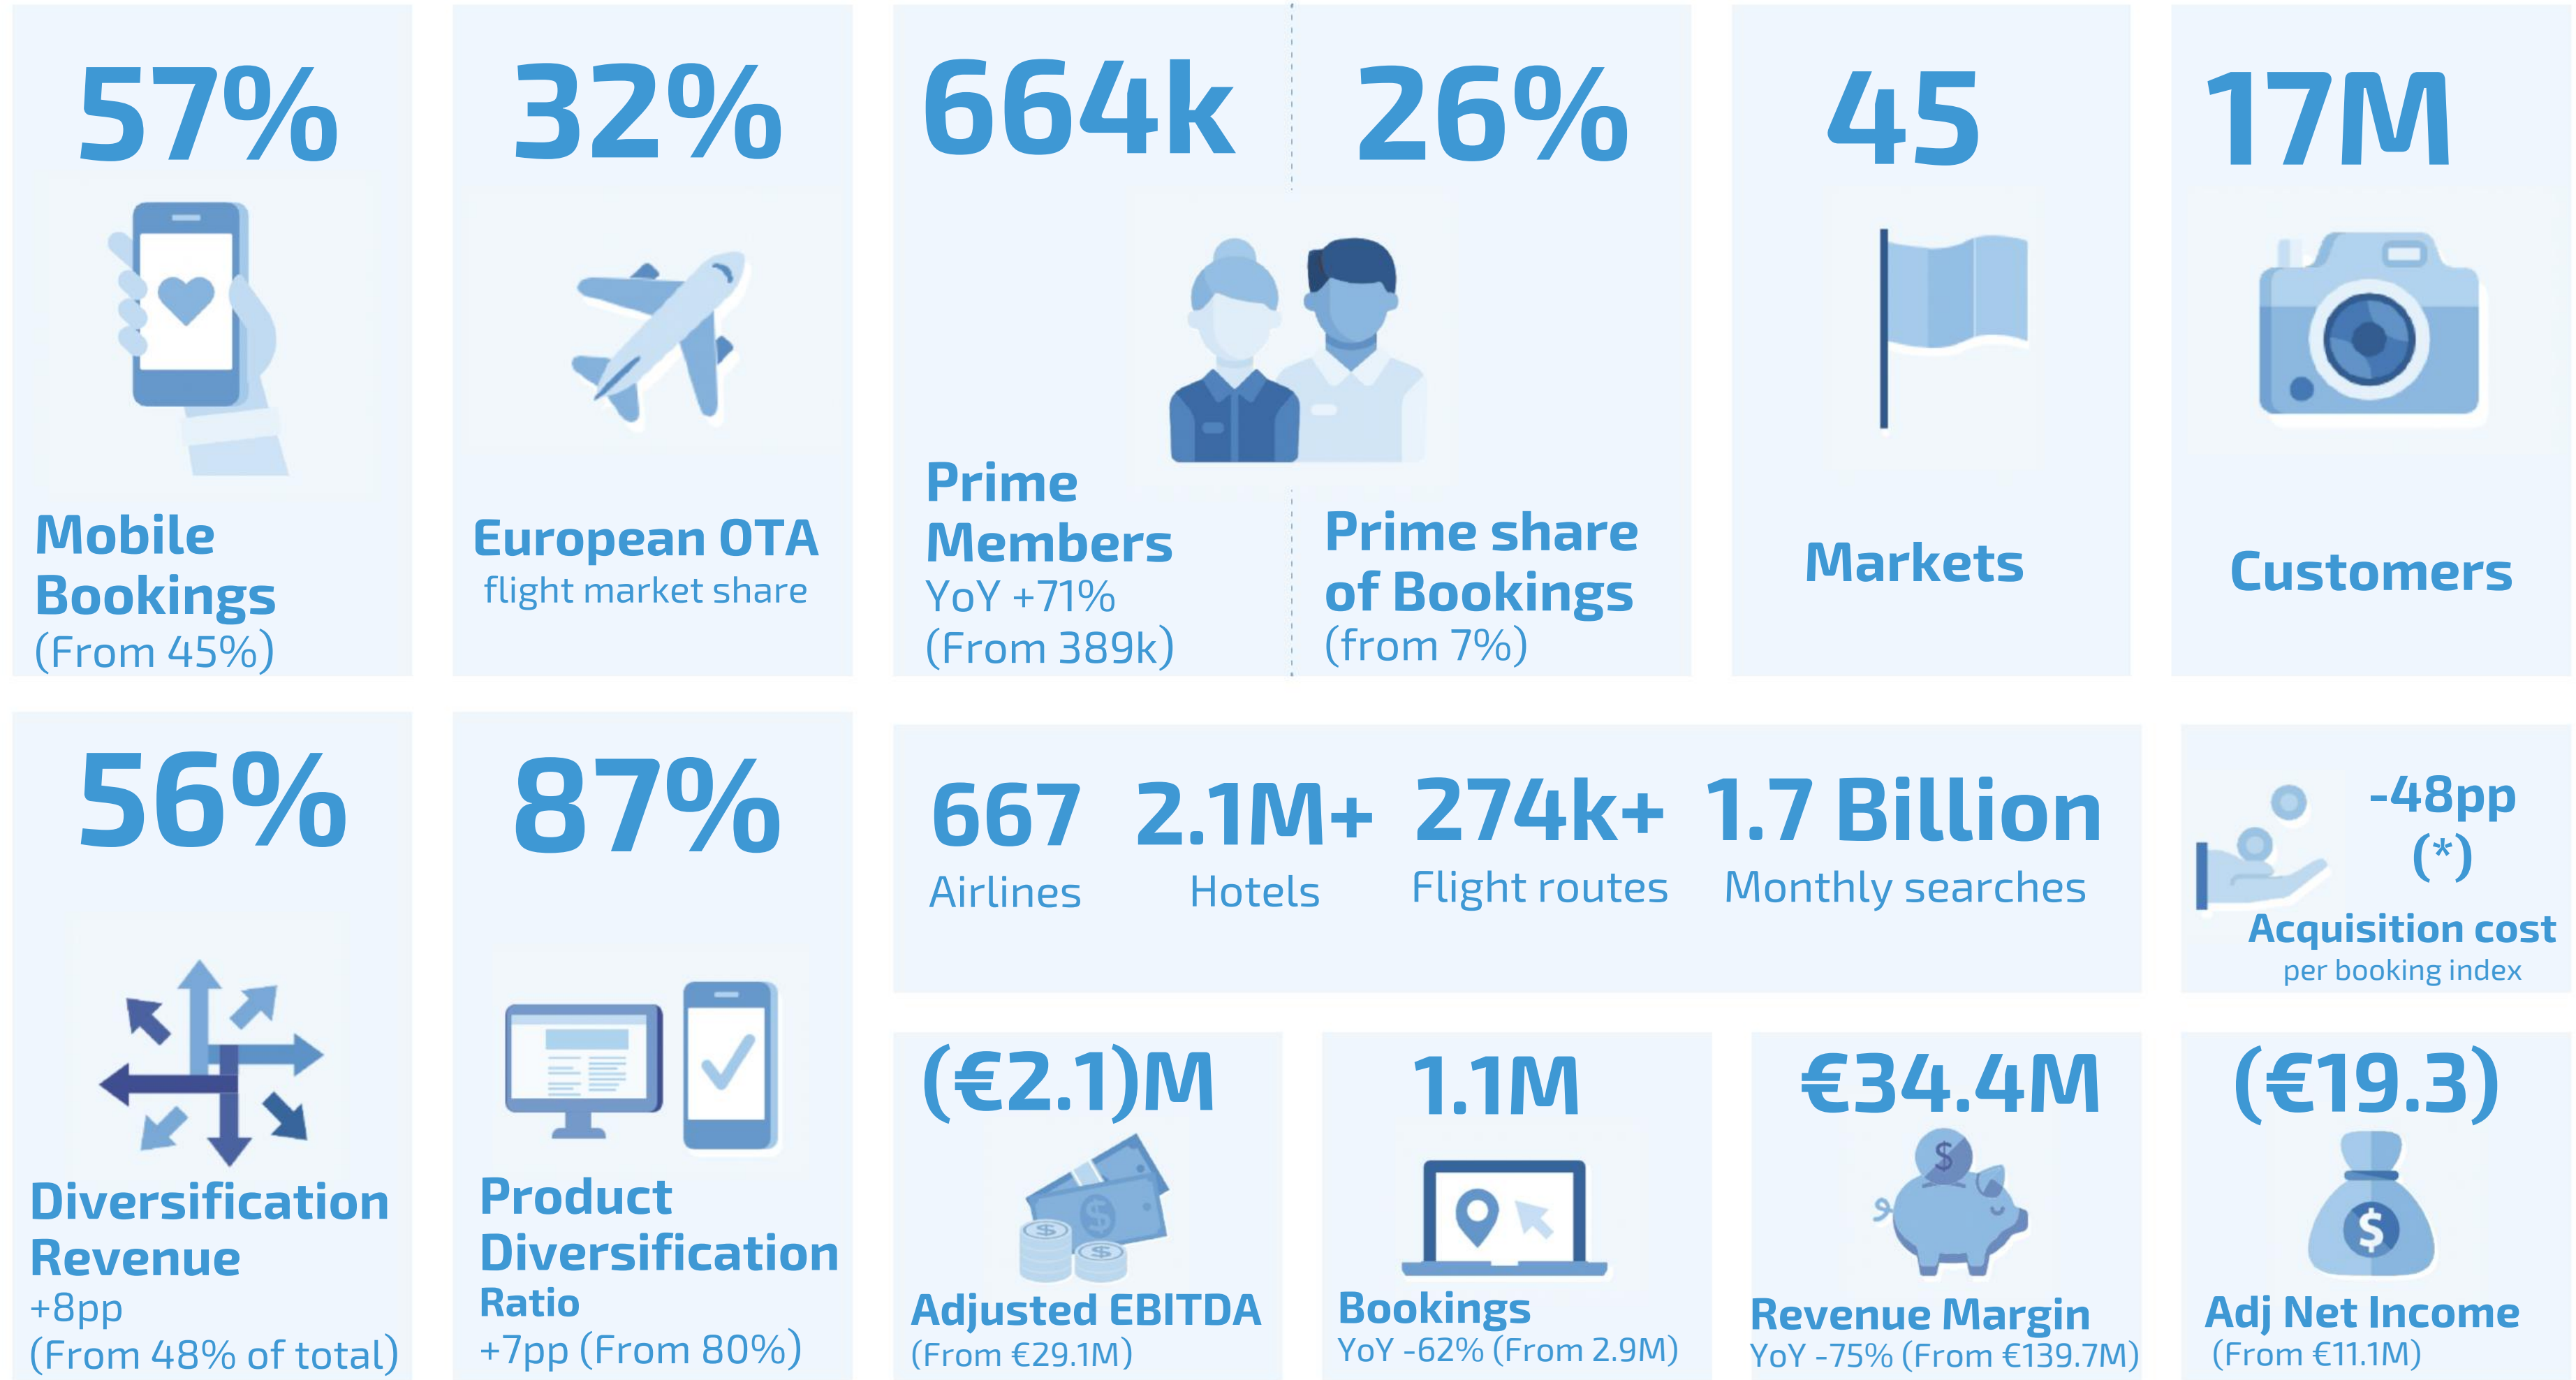 57%
Mobile
Bookings
(From 45%)
32%
European OTA
flight market share
664k
Prime
Members
YoY +71%
(From 389k)
26%
Prime share
of Bookings
(from 7%)
45
Markets
17M
Customers
56%
Diversification
Revenue
+8pp
(From 48% of total)
87%
Product
Diversification
Ratio
+7pp (From 80%)
667
Airlines
2.1M+
Hotels
274k+
Flight routes
1.7 Billion
Monthly searches
-48pp
(*)
Acquisition cost
per booking index
(€2.1)M
$
$
$
Adjusted EBITDA
(From €29.1M)
1.1M
Bookings
YoY -62% (From 2.9M)
€34.4M
$
Revenue Margin
YoY -75% (From €139.7M)
(€19.3)
$
Adj Net Income
(From €11.1M)